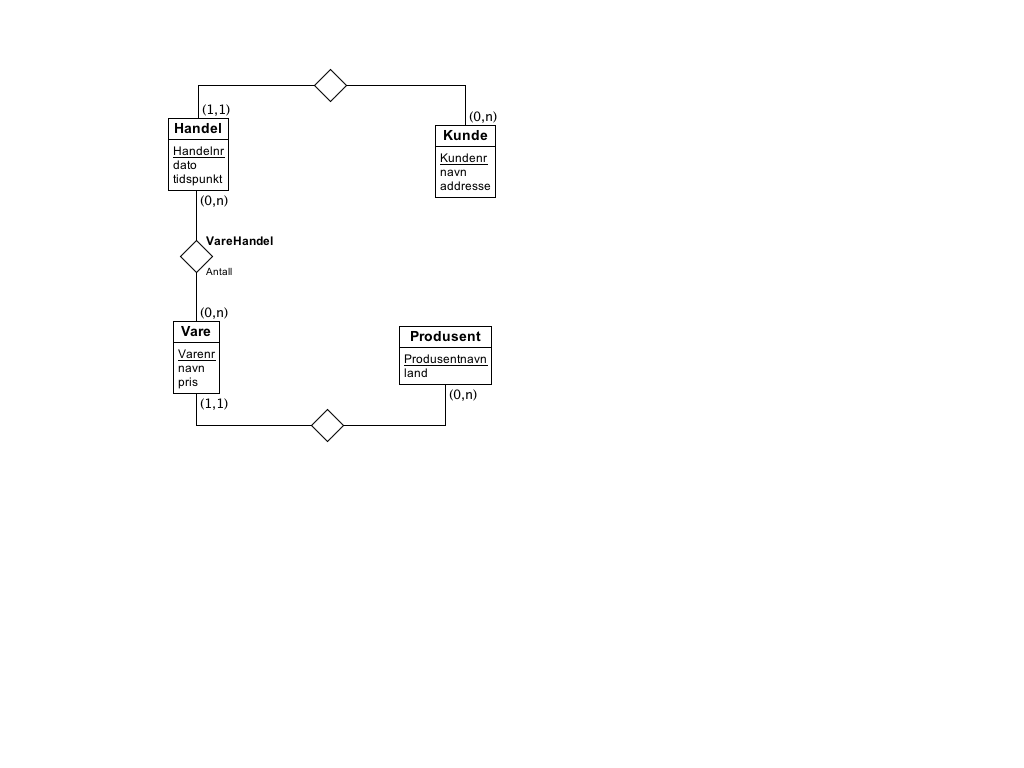 (1,1)
Handel
Handelnr
dato
tidspunkt
(0,n)
(0,n)
Kunde
Kundenr
navn
addresse
VareHandel
Antall
(0,n)
Vare
Varenr
navn
pris
(1,1)
Produsent
Produsentnavn
land
(0,n)